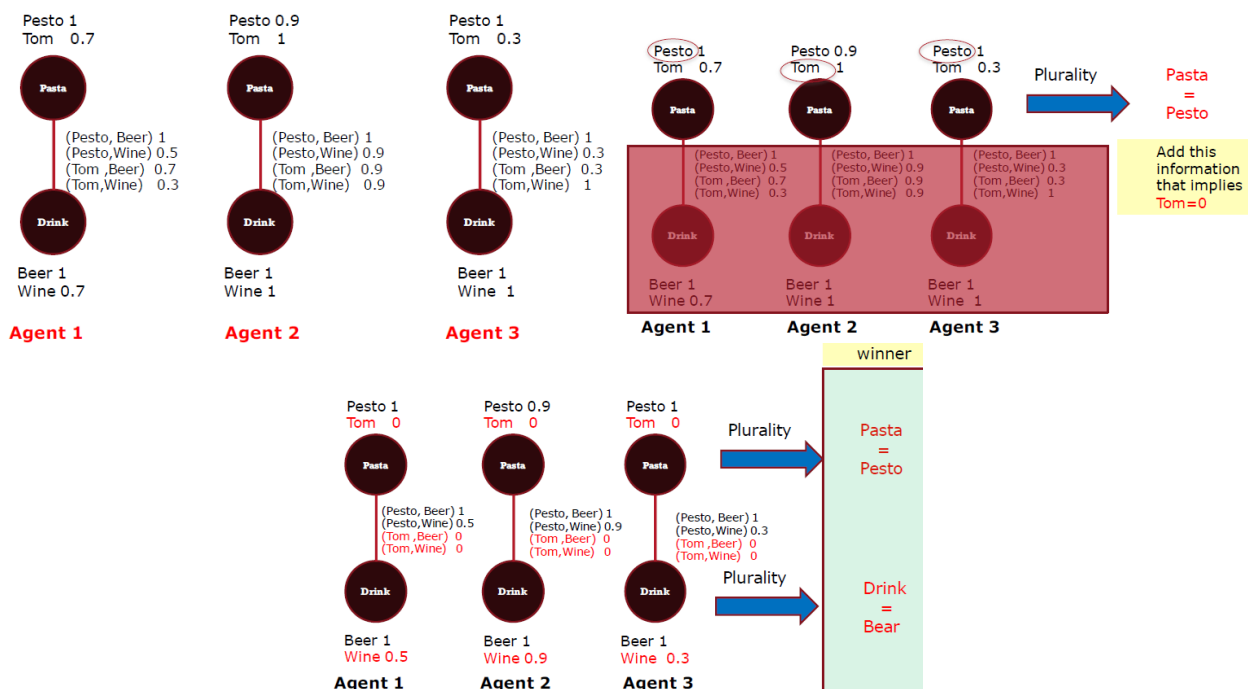 Pesto 1
Tom 0.7
Pasta
(Pesto, Beer) 1
(Pesto,Wine) 0.5
(Tom ,Beer) 0.7
(Tom,Wine) 0.3
Drink
Beer 1
Wine 0.7
Agent 1
Pesto 0.9
Tom 1
Pasta
(Pesto, Beer) 1
(Pesto,Wine) 0.9
(Tom ,Beer) 0.9
(Tom,Wine) 0.9
Drink
Beer 1
Wine 1
Agent 2
Pesto 1
Tom 0.3
Pasta
(Pesto, Beer) 1
(Pesto,Wine) 0.3
(Tom ,Beer) 0.3
(Tom,Wine) 1
Drink
Beer 1
Wine 1
Agent 3
Pesto 1
Tom 0.7
Pasta
(Pesto, Beer) 1
(Pesto,Wine) 0.5
(Tom ,Beer) 0.7
(Tom,Wine) 0.3
Drink
Beer 1
Wine 0.7
Agent 1
Pesto 0.9
Tom 1
Pasta
(Pesto, Beer) 1
(Pesto,Wine) 0.9
(Tom ,Beer) 0.9
(Tom,Wine) 0.9
Drink
Beer 1
Wine 1
Agent 2
Pesto 1
Tom 0.3
Pasta
(Pesto, Beer) 1
(Pesto,Wine) 0.3
(Tom ,Beer) 0.3
(Tom,Wine) 1
Drink
Beer 1
Wine 1
Agent 3
Plurality
Pasta
=
Pesto
Add this
information
that implies
Tom=0
Pesto 1
Tom 0
Pasta
(Pesto, Beer) 1
(Pesto,Wine) 0.5
(Tom ,Beer) 0
(Tom,Wine) 0
Drink
Beer 1
Wine 0.5
Agent 1
Pesto 0.9
Tom 0
Pasta
(Pesto, Beer) 1
(Pesto,Wine) 0.9
(Tom ,Beer) 0
(Tom,Wine) 0
Drink
Beer 1
Wine 0.9
Agent 2
Pesto 1
Tom 0
Pasta
(Pesto, Beer) 1
(Pesto,Wine) 0.3
(Tom ,Beer) 0
(Tom,Wine) 0
Drink
Beer 1
Wine 0.3
Agent 3
Plurality
Plurality
winner
Pasta
=
Pesto
Drink
=
Bear